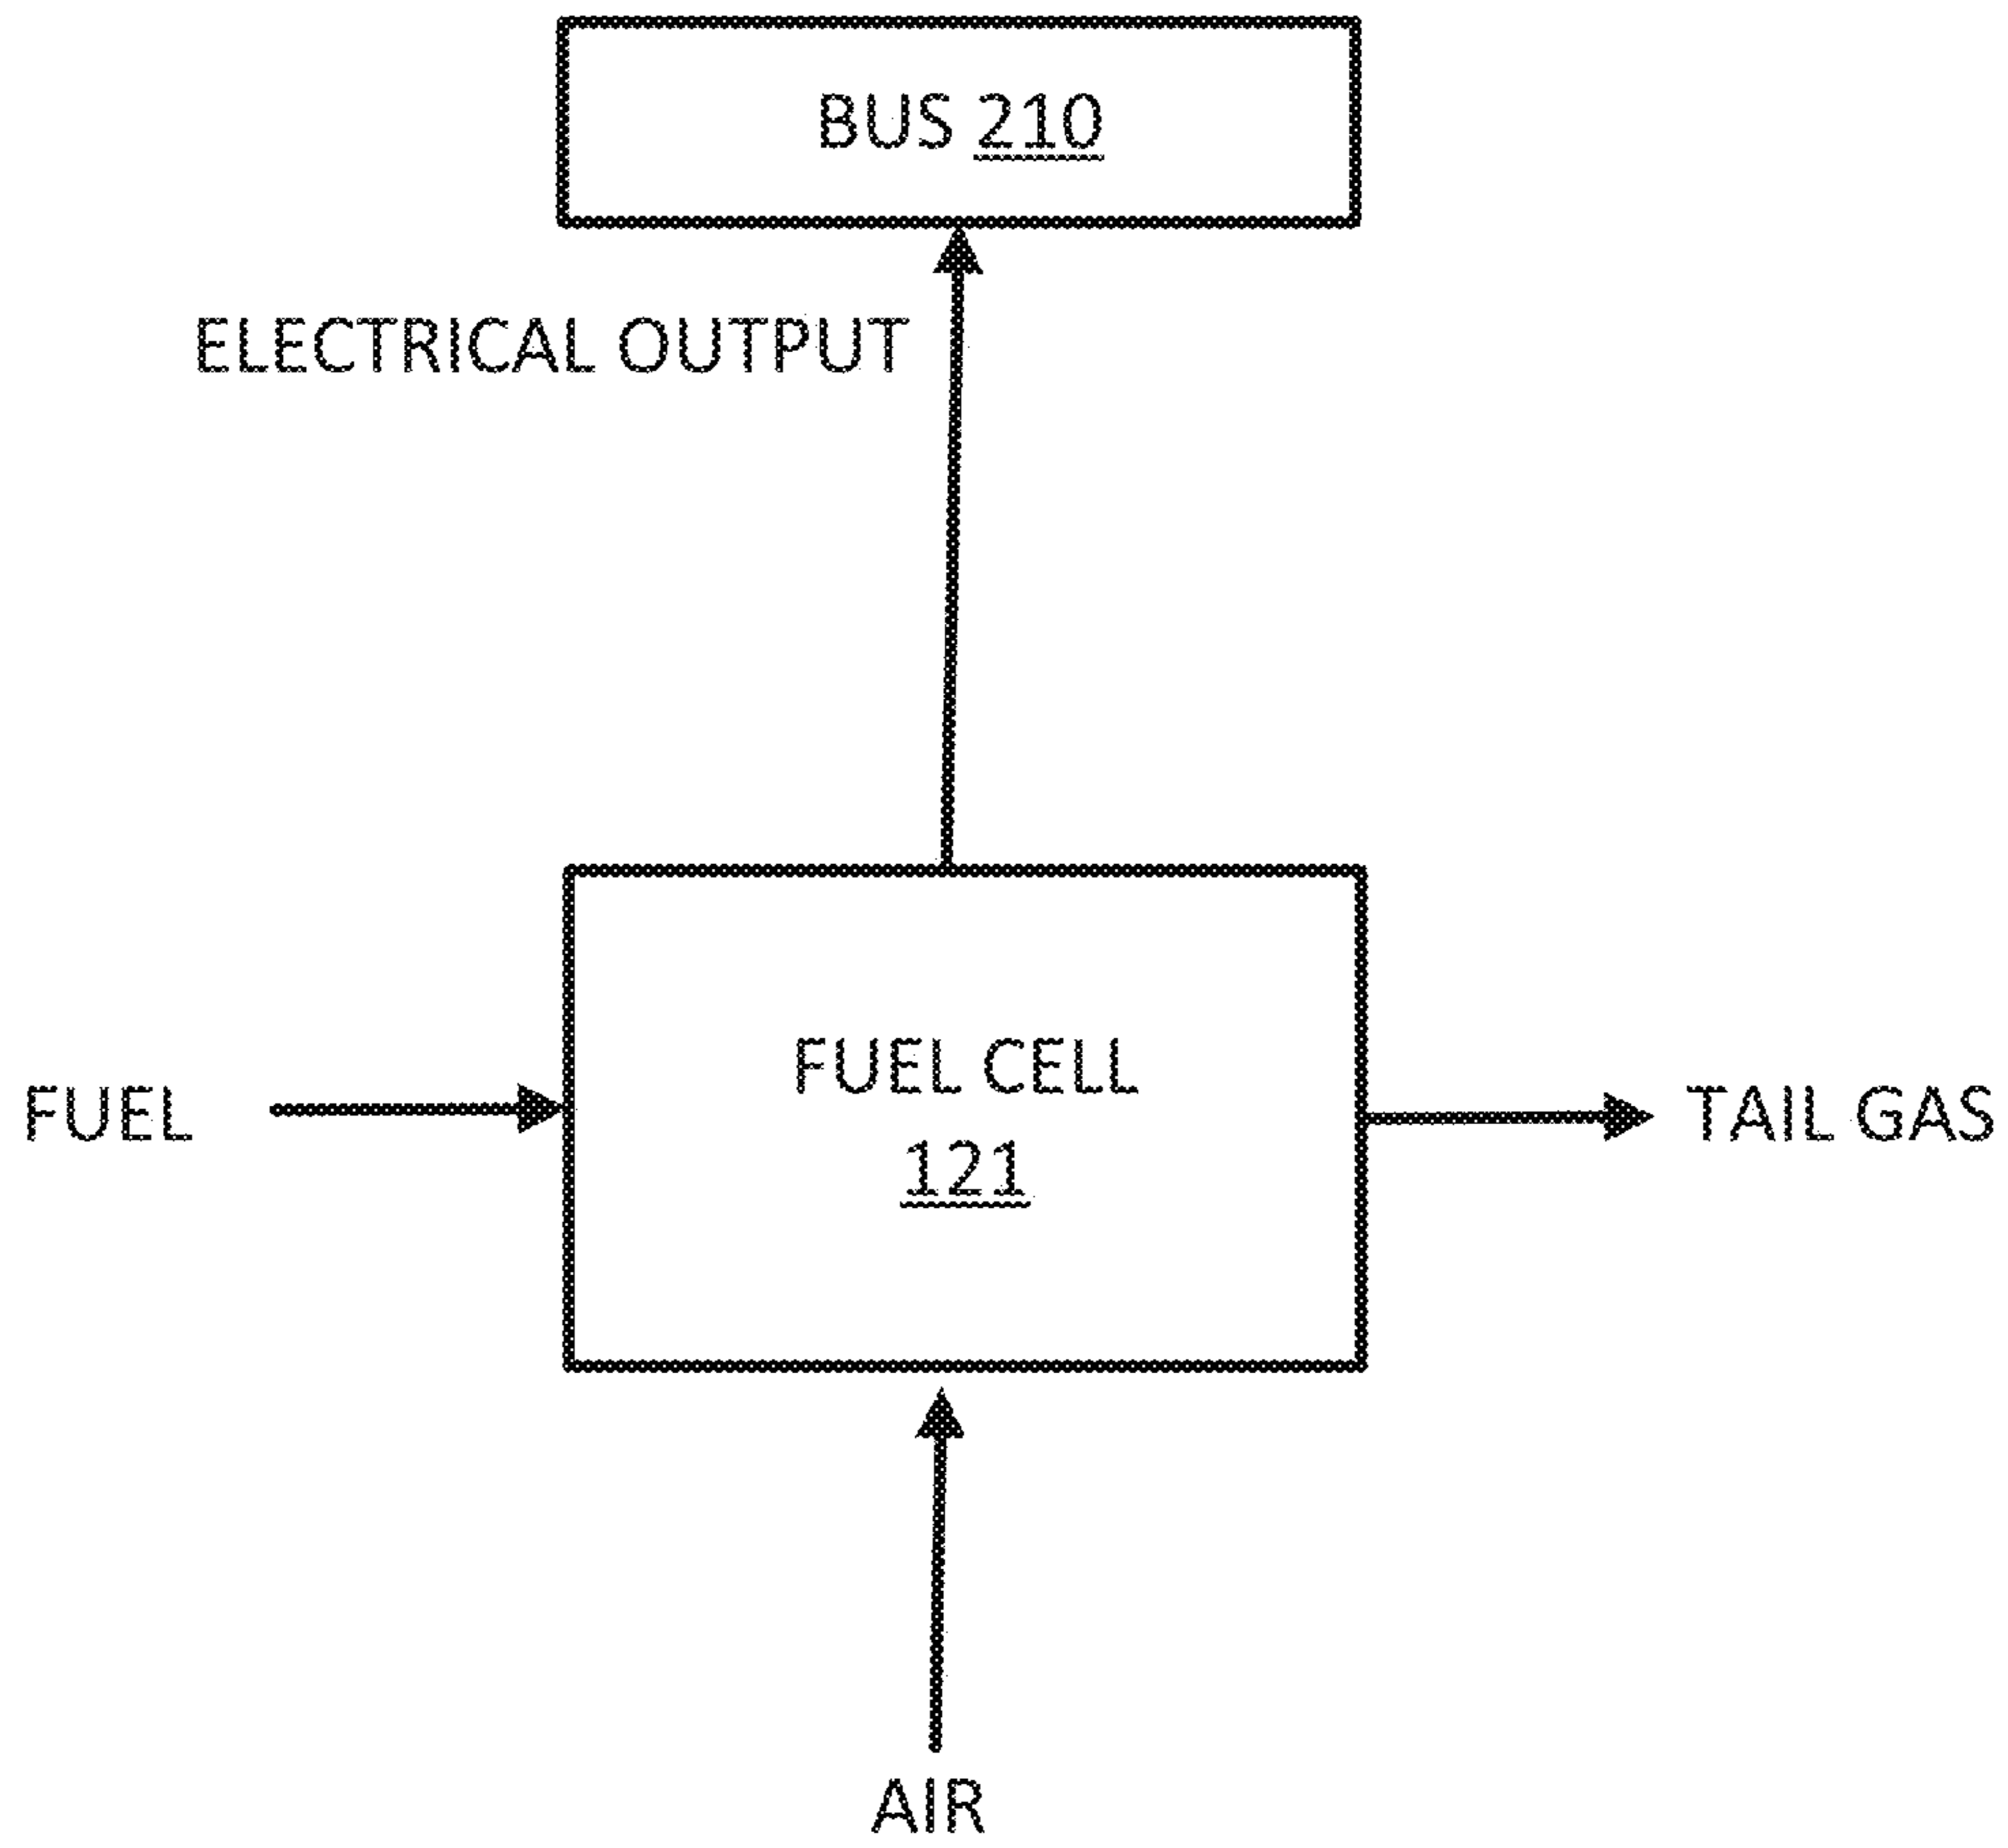 BUS 210
ELECTRICAL OUTPUT
FUEL CELL
121
FUEL
TAIL GAS
AIR